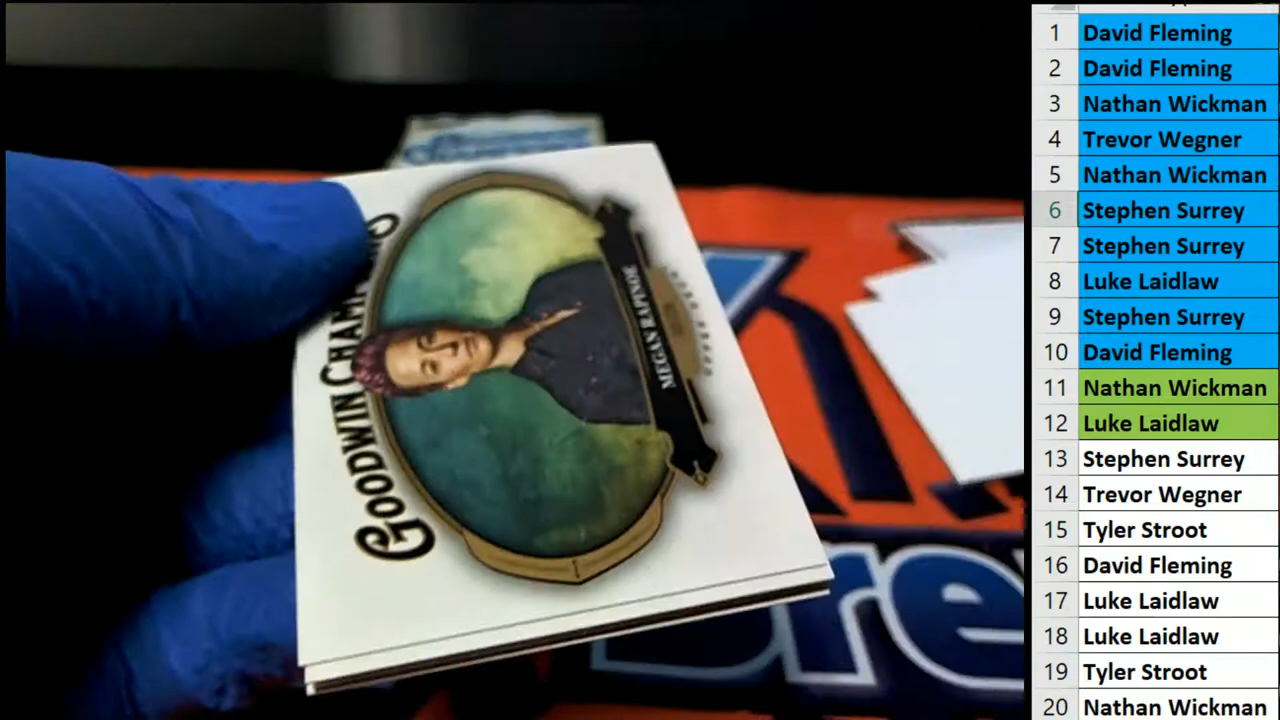 GOODWIN CHAMPIONS
MEGAN RAPINOE
re
1 David Fleming
2 David Fleming
3 Nathan Wickman
4 Trevor Wegner
5 Nathan Wickman
6 Stephen Surrey
7 Stephen Surrey
8 Luke Laidlaw
9 Stephen Surrey
10 David Fleming
11 Nathan Wickman
12 Luke Laidlaw
13 Stephen Surrey
14 Trevor Wegner
15 Tyler Stroot
16 David Fleming
17 Luke Laidlaw
18 Luke Laidlaw
19 Tyler Stroot
20 Nathan Wickman